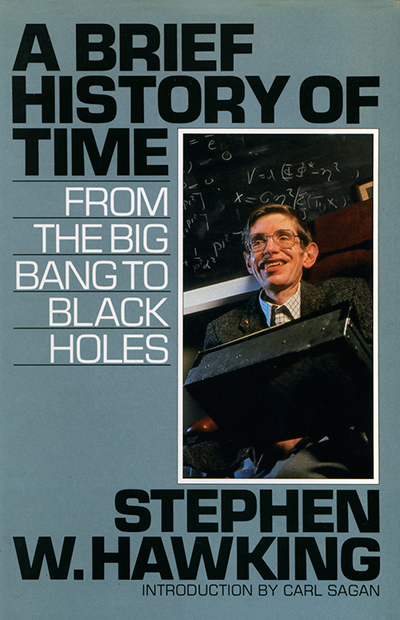 A BRIEF
HISTORY OF
TIME
FROM
THE BIG
BANG TO
BLACK
HOLES
STEPHEN
W. HAWKING
INTRODUCTION BY CARL SAGAN